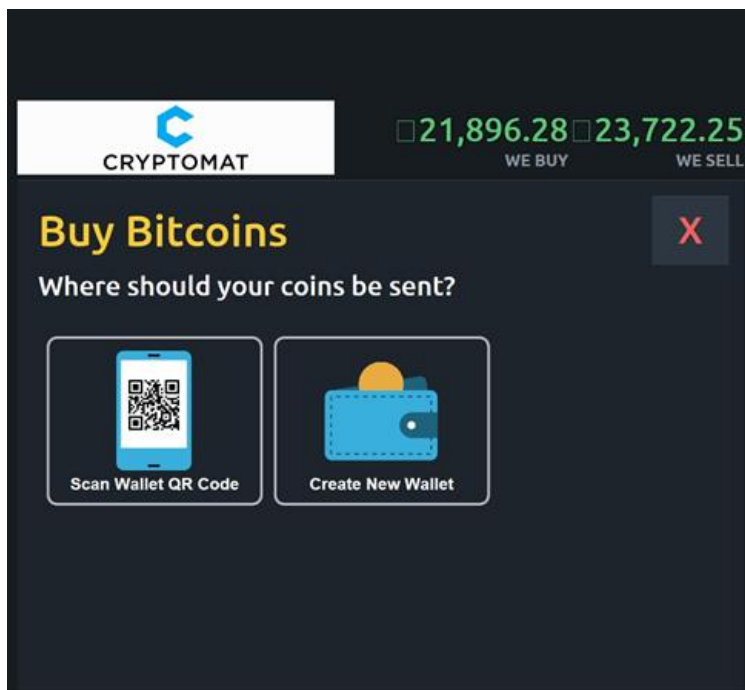 CRYPTOMAT
21,896.28 23,722.25
WE BUY WE SELL
Buy Bitcoins
X
Where should your coins be sent?
Scan Wallet QR Code Create New Wallet